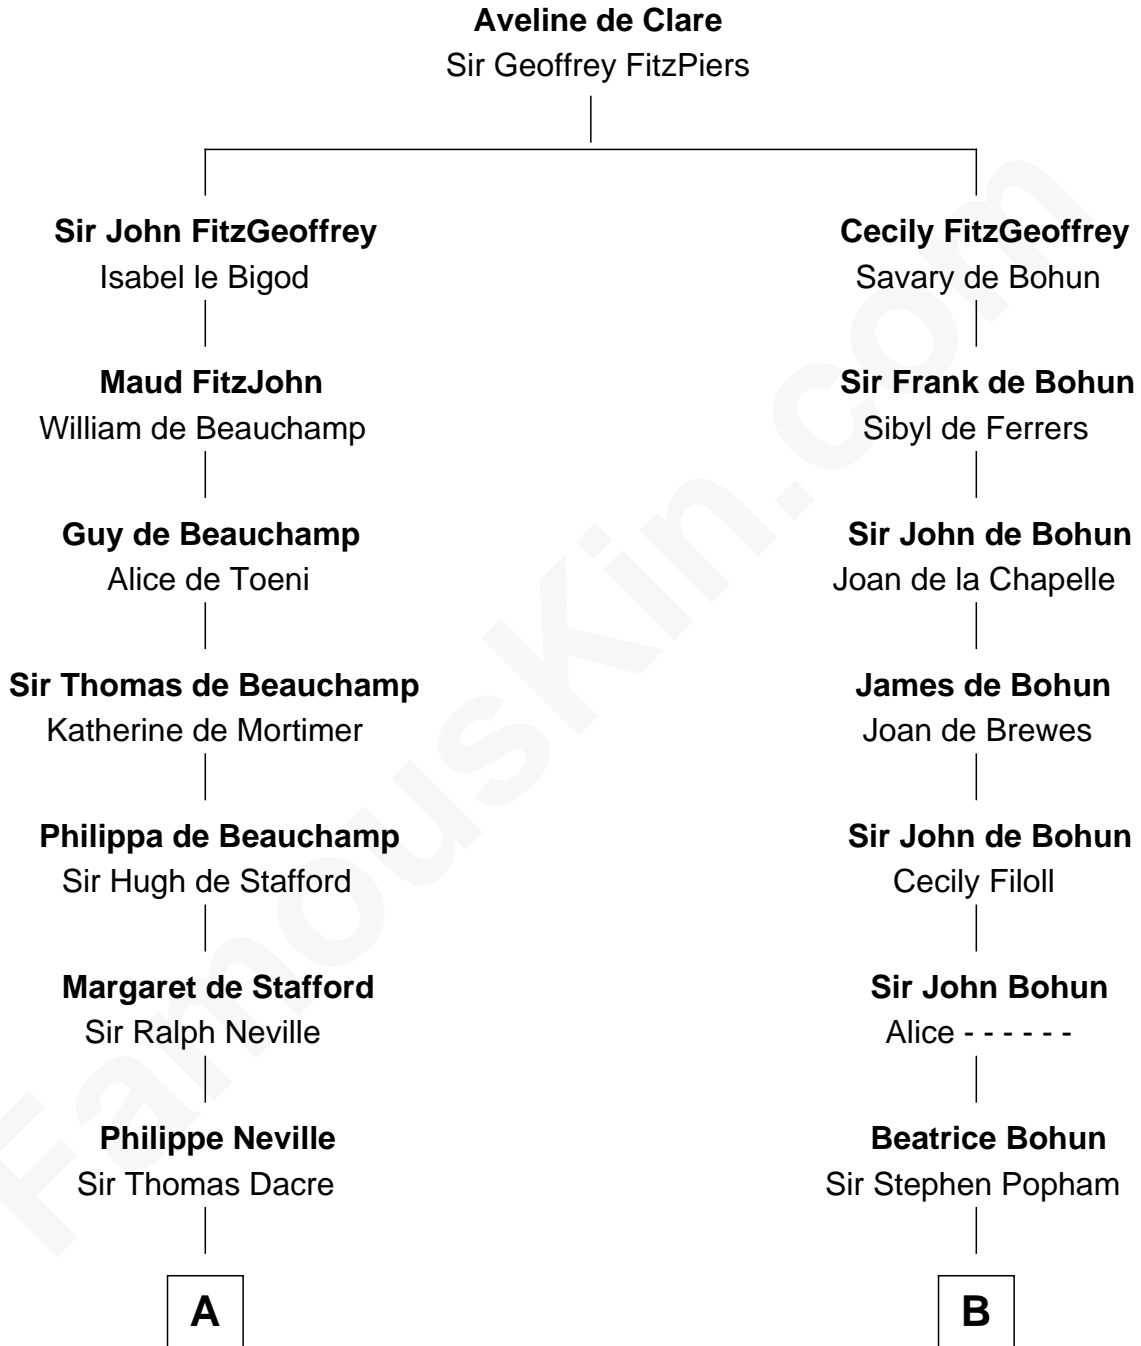 Aveline de Clare
Sir Geoffrey FitzPiers
Sir John FitzGeoffrey
Isabel le Bigod
Cecily FitzGeoffrey
Savary de Bohun
Maud FitzJohn
William de Beauchamp
Sir Frank de Bohun
Sibyl de Ferrers
Guy de Beauchamp
Alice de Toeni
Sir John de Bohun
Joan de la Chapelle
Sir Thomas de Beauchamp
Katherine de Mortimer
James de Bohun
Joan de Brewes
Philippa de Beauchamp
Sir Hugh de Stafford
Sir John de Bohun
Cecily Filoll
Margaret de Stafford
Sir Ralph Neville
Sir John Bohun
Alice - - - - - -
Philippe Neville
Sir Thomas Dacre
Beatrice Bohun
Sir Stephen Popham
A
B
FamousKin.com